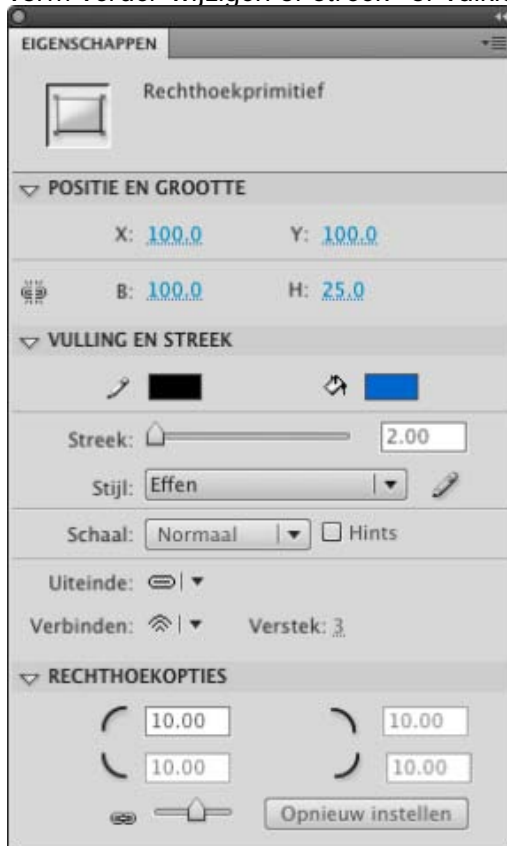 EIGENSCHAPPEN
Rechthoekprimitief
POSITIE EN GROOTTE
X: 100.0 Y: 100.0
B: 100.0 H: 25.0
VULLING EN STREEK
Streek: 2.00
Stijl: Effen
Schaal: Normaal Hints
Uiteinde:
Verbinden: Verstek: 3
RECHTHOEKOPTIES
10.00 10.00
10.00 10.00
Opnieuw instellen